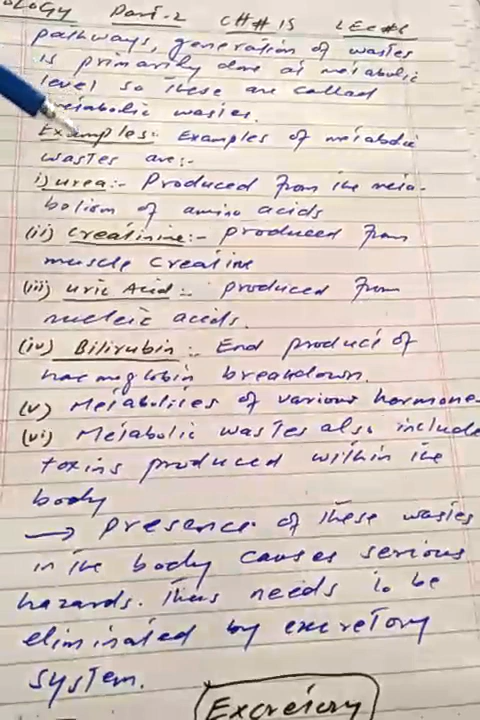 OLOGY Part-2 CH#15 LEC#6
pathways, generation of wastes
is primarily done at metabolic
level so these are called
metabolic wastes.
Examples:- Examples of metabolic
wastes are:-
i) urea:- Produced from the meta-
bolism of amino acids
(ii) Creatinine:- produced from
muscle Creatine
(iii) Uric Acid:- produced from
nucleic acids.
(iv) Bilirubin:- End product of
haemoglobin breakdown.
(v) Metabolites of various hormones
(vi) Metabolic wastes also include
toxins produced within the
body
→ presence of these wastes
in the body causes serious
hazards. Thus needs to be
eliminated by excretory
system.
Excretory